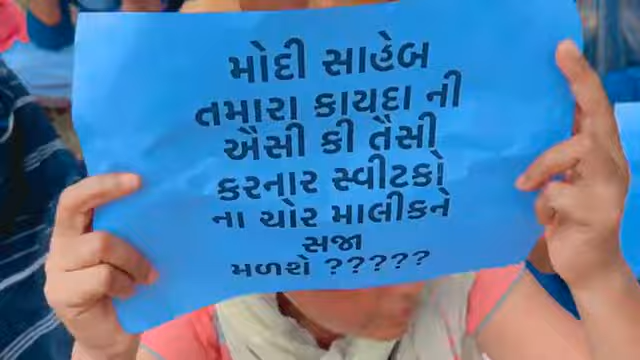 મોદી સાહેબ
તમારા કાયદા ની
ઐસી કી તૈસી
કરનાર સ્વીટકો
ના ચોર માલીકને
સજા
મળશે ?????